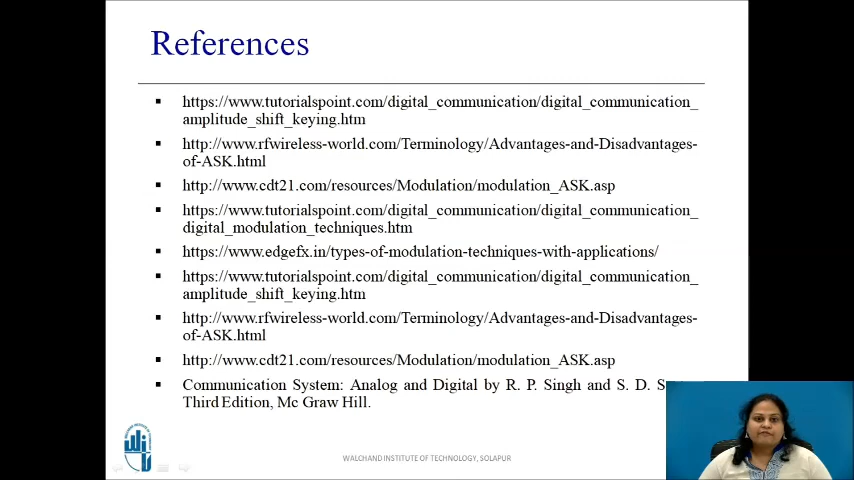 References
https://www.tutorialspoint.com/digital_communication/digital_communication_
amplitude_shift_keying.htm
http://www.rfwireless-world.com/Terminology/Advantages-and-Disadvantages-
of-ASK.html
http://www.cdt21.com/resources/Modulation/modulation_ASK.asp
https://www.tutorialspoint.com/digital_communication/digital_communication_
digital_modulation_techniques.htm
https://www.edgefx.in/types-of-modulation-techniques-with-applications/
https://www.tutorialspoint.com/digital_communication/digital_communication_
amplitude_shift_keying.htm
http://www.rfwireless-world.com/Terminology/Advantages-and-Disadvantages-
of-ASK.html
http://www.cdt21.com/resources/Modulation/modulation_ASK.asp
Communication System: Analog and Digital by R. P. Singh and S. D.
Third Edition, Mc Graw Hill.
WALCHAND INSTITUTE OF TECHNOLOGY, SOLAPUR